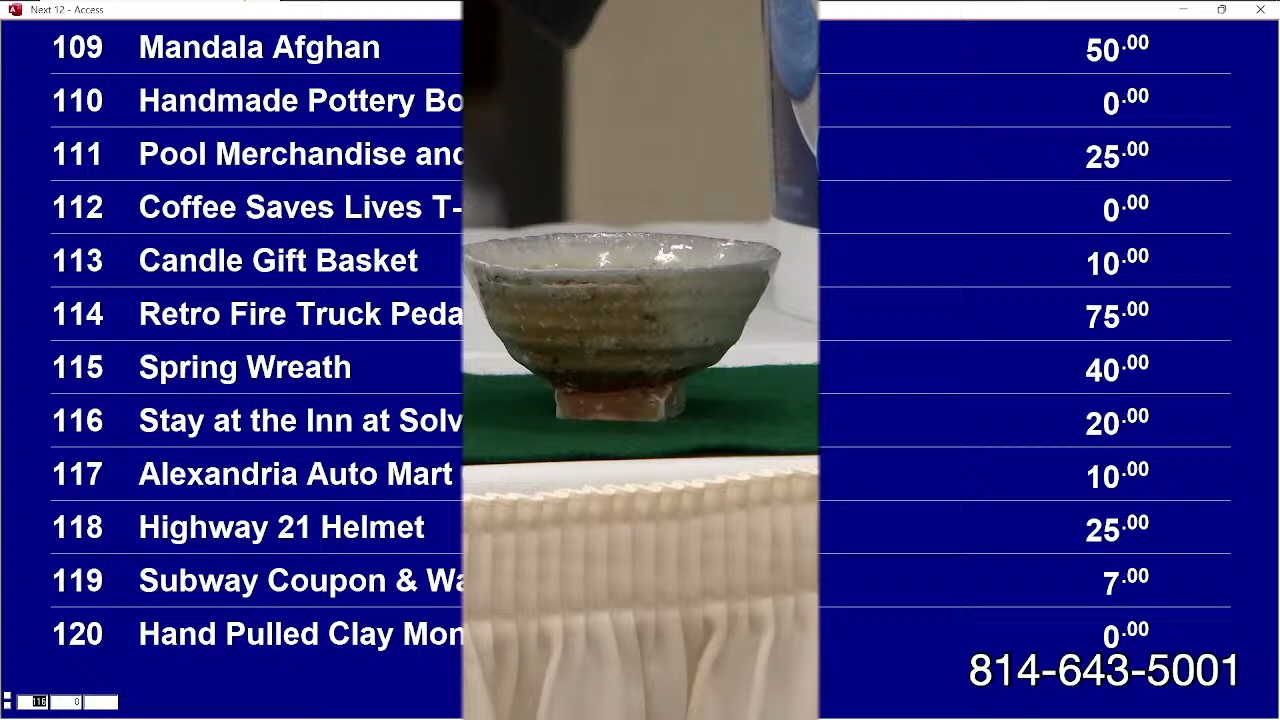 Next 12 - Access
109 Mandala Afghan 50.00
110 Handmade Pottery Bo 0.00
111 Pool Merchandise and 25.00
112 Coffee Saves Lives T- 0.00
113 Candle Gift Basket 10.00
114 Retro Fire Truck Peda 75.00
115 Spring Wreath 40.00
116 Stay at the Inn at Solv 20.00
117 Alexandria Auto Mart 10.00
118 Highway 21 Helmet 25.00
119 Subway Coupon & Wa 7.00
120 Hand Pulled Clay Mon 0.00
814-643-5001
116 0